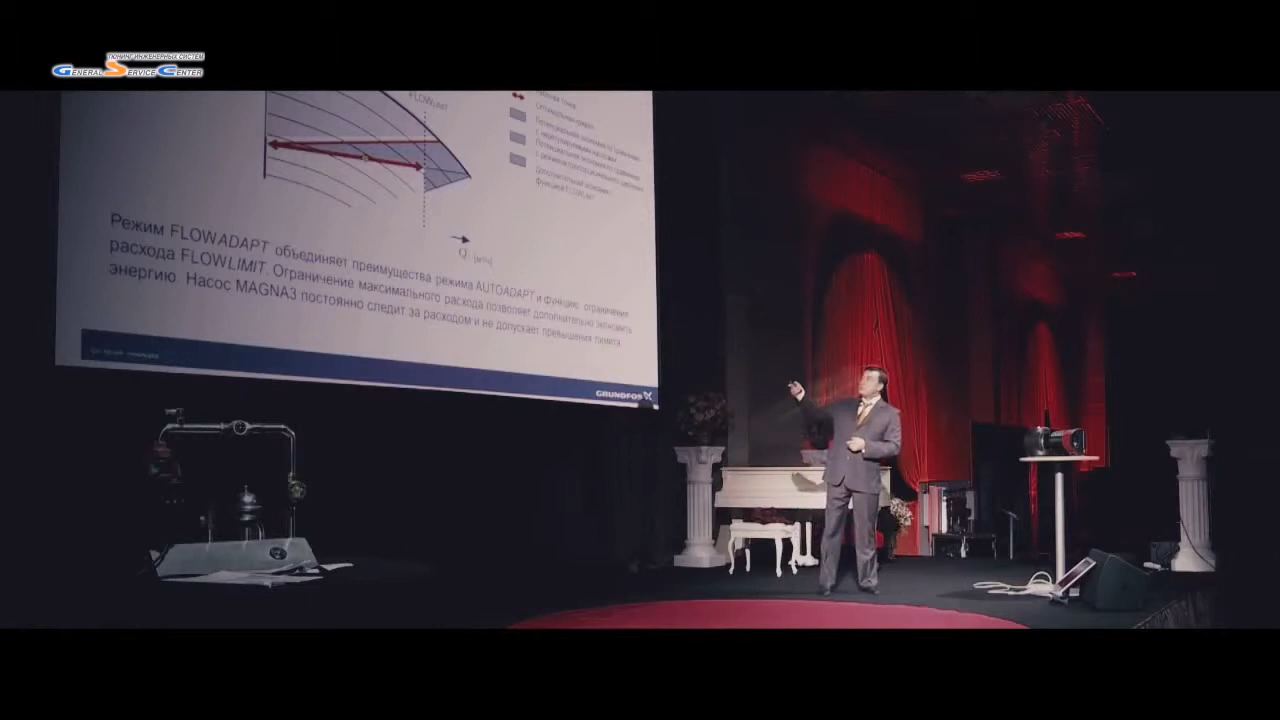 ТЮНИНГ ИНЖЕНЕРНЫХ СИСТЕМ
GENERAL SERVICE CENTER
FLOWLIMIT
Q
Режим FLOWADAPT объединяет преимущества режима AUTOADAPT и функцию ограничения
расхода FLOWLIMIT. Ограничение максимального расхода позволяет дополнительно экономить
энергию. Насос MAGNA3 постоянно следит за расходом и не допускает превышения лимита
GRUNDFOS